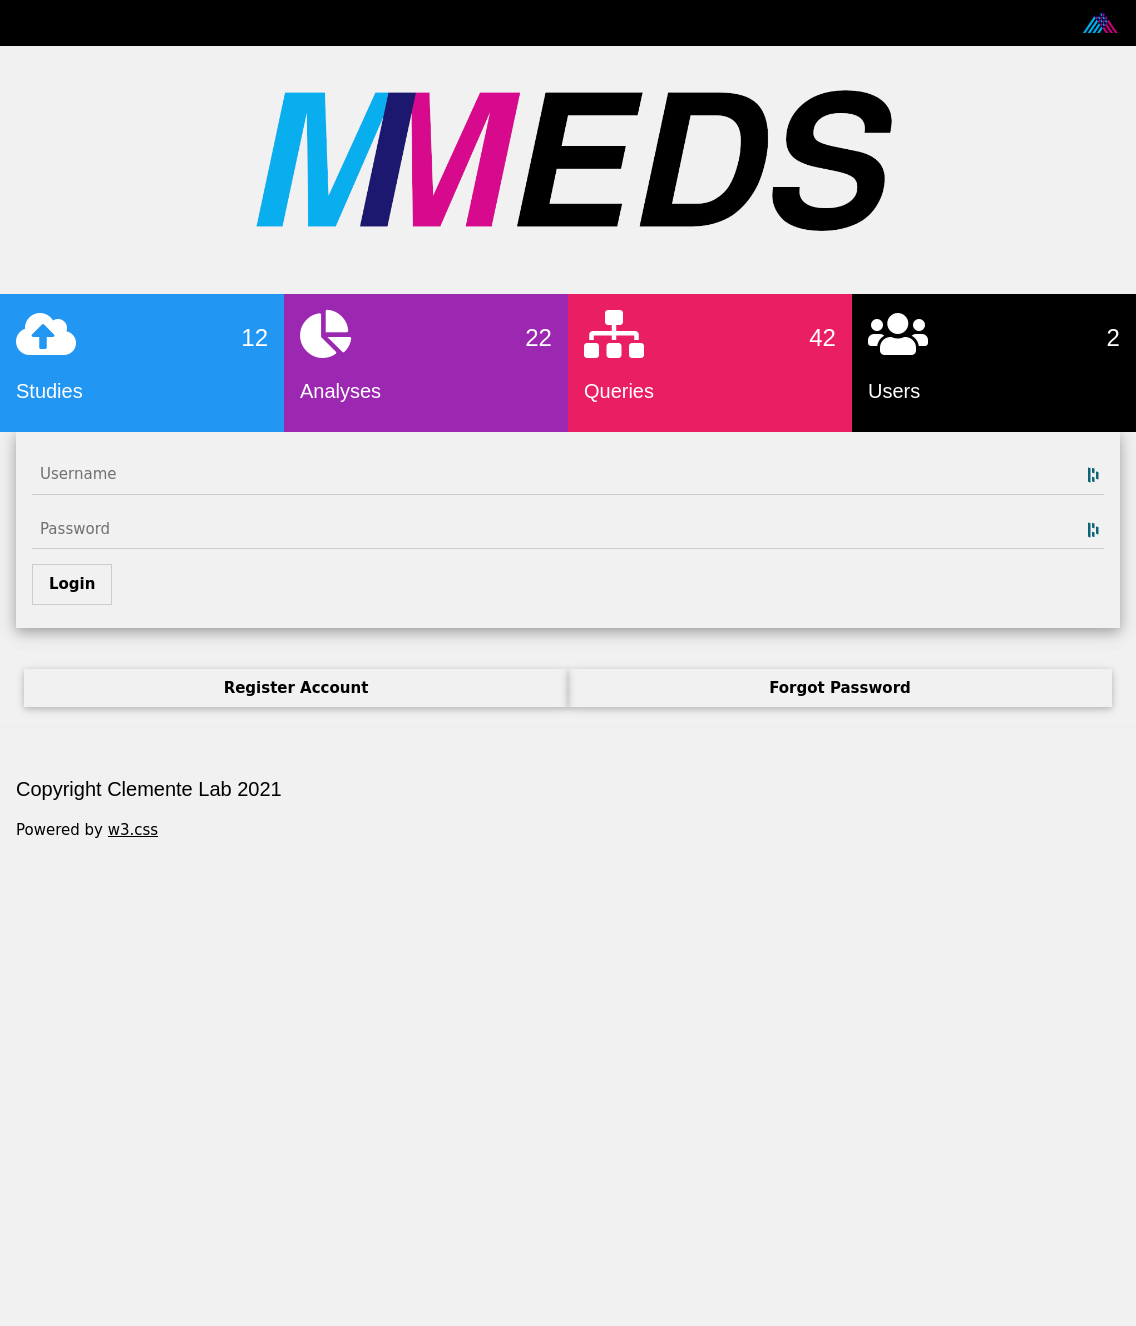 MMEDS
12
Studies
22
Analyses
42
Queries
2
Users
Username
Password
Login
Register Account
Forgot Password
Copyright Clemente Lab 2021
Powered by w3.css